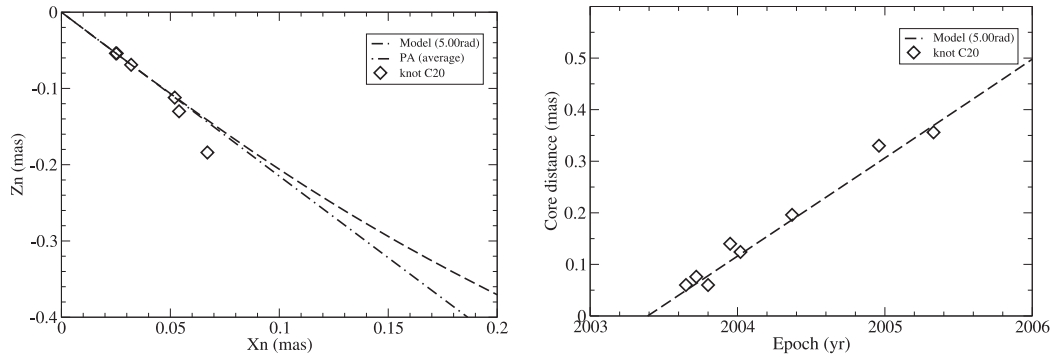 0
Model (5.00rad)
PA (average)
knot C20
-0.1
-0.2
-0.3
-0.4
Zn (mas)
0 0.05 0.1 0.15 0.2
Xn (mas)
0.5
0.4
0.3
0.2
0.1
0
Core distance (mas)
Model (5.00rad)
knot C20
2003 2004 2005 2006
Epoch (yr)